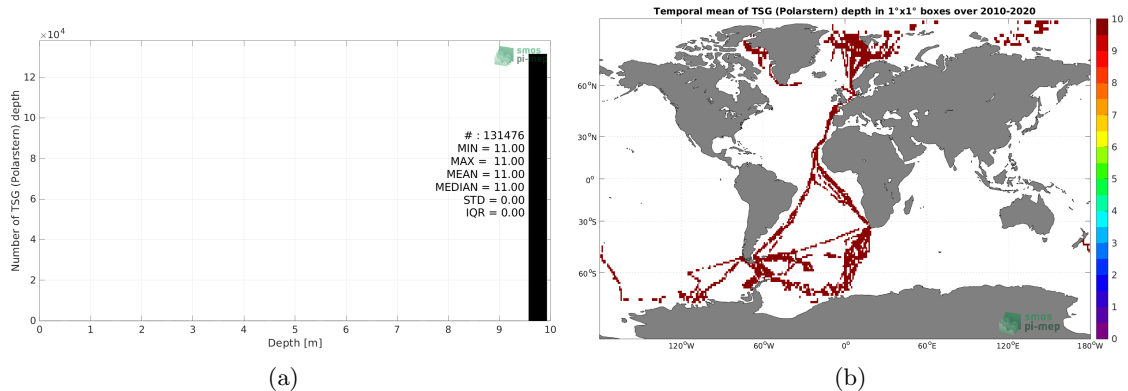 ×10⁴
12
10
8
6
4
2
0
Number of TSG (Polarstern) depth
smos
pi-mep
# : 131476
MIN = 11.00
MAX = 11.00
MEAN = 11.00
MEDIAN = 11.00
STD = 0.00
IQR = 0.00
0 1 2 3 4 5 6 7 8 9 10
Depth [m]
(a)
Temporal mean of TSG (Polarstern) depth in 1°x1° boxes over 2010-2020
60°N
30°N
0°
30°S
60°S
120°W 60°W 0° 60°E 120°E 180°W
smos
pi-mep
10
9
8
7
6
5
4
3
2
1
0
(b)